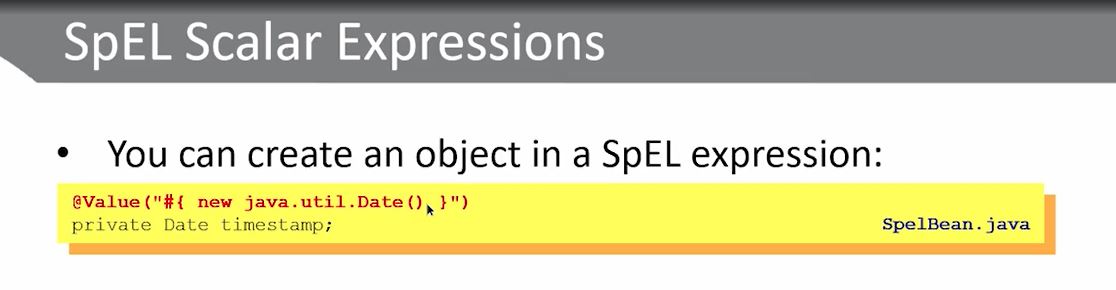 SpEL Scalar Expressions
• You can create an object in a SpEL expression:
@Value("#{ new java.util.Date() }")
private Date timestamp;
SpelBean.java